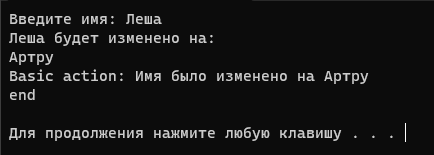 Введите имя: Леша
Леша будет изменено на:
Артру
Basic action: Имя было изменено на Артру
end
Для продолжения нажмите любую клавишу . . .